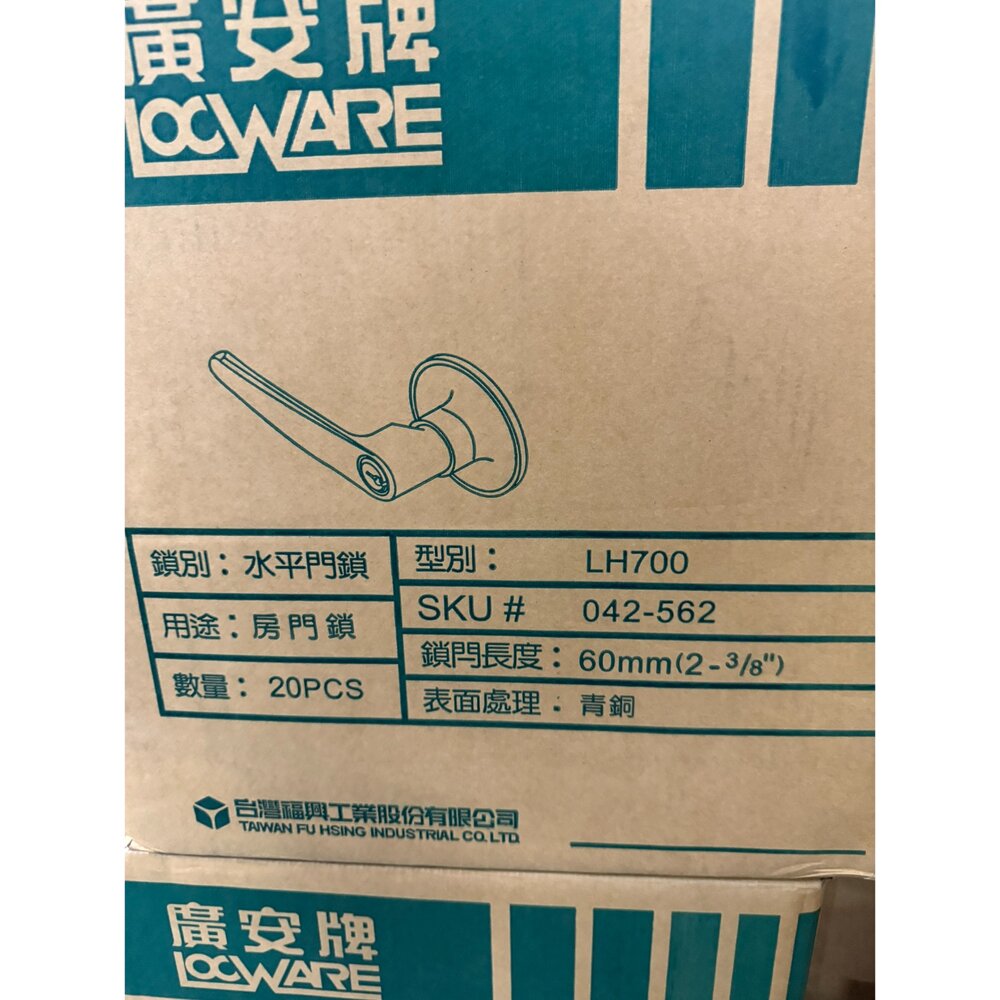 廣安牌
LOCWARE
鎖別：水平門鎖
用途：房門鎖
數量：20PCS
型別：LH700
SKU # 042-562
鎖閂長度：60mm(2-3/8")
表面處理：青銅
台灣福興工業股份有限公司
TAIWAN FU HSING INDUSTRIAL CO. LTD.
廣安牌
LOCWARE